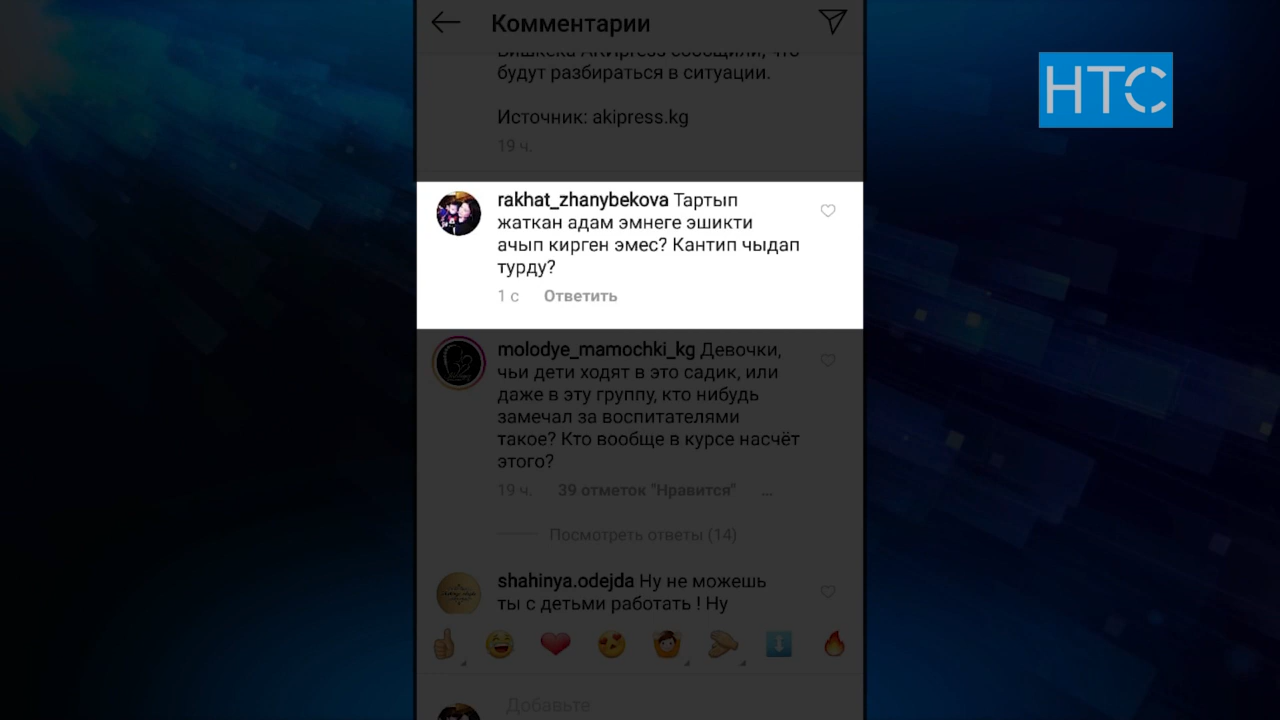 Комментарии
НТС
Бишкека AKIpress сообщили, что
будут разбираться в ситуации.
Источник: akipress.kg
19 ч.
rakhat_zhanybekova Тартып
жаткан адам эмнеге эшикти
ачып кирген эмес? Кантип чыдап
турду?
1 с Ответить
molodye_mamochki_kg Девочки,
чьи дети ходят в это садик, или
даже в эту группу, кто нибудь
замечал за воспитателями
такое? Кто вообще в курсе насчёт
этого?
19 ч. 39 отметок "Нравится" ...
Посмотреть ответы (14)
shahinya.odejda Ну не можешь
ты с детьми работать ! Ну
Добавьте